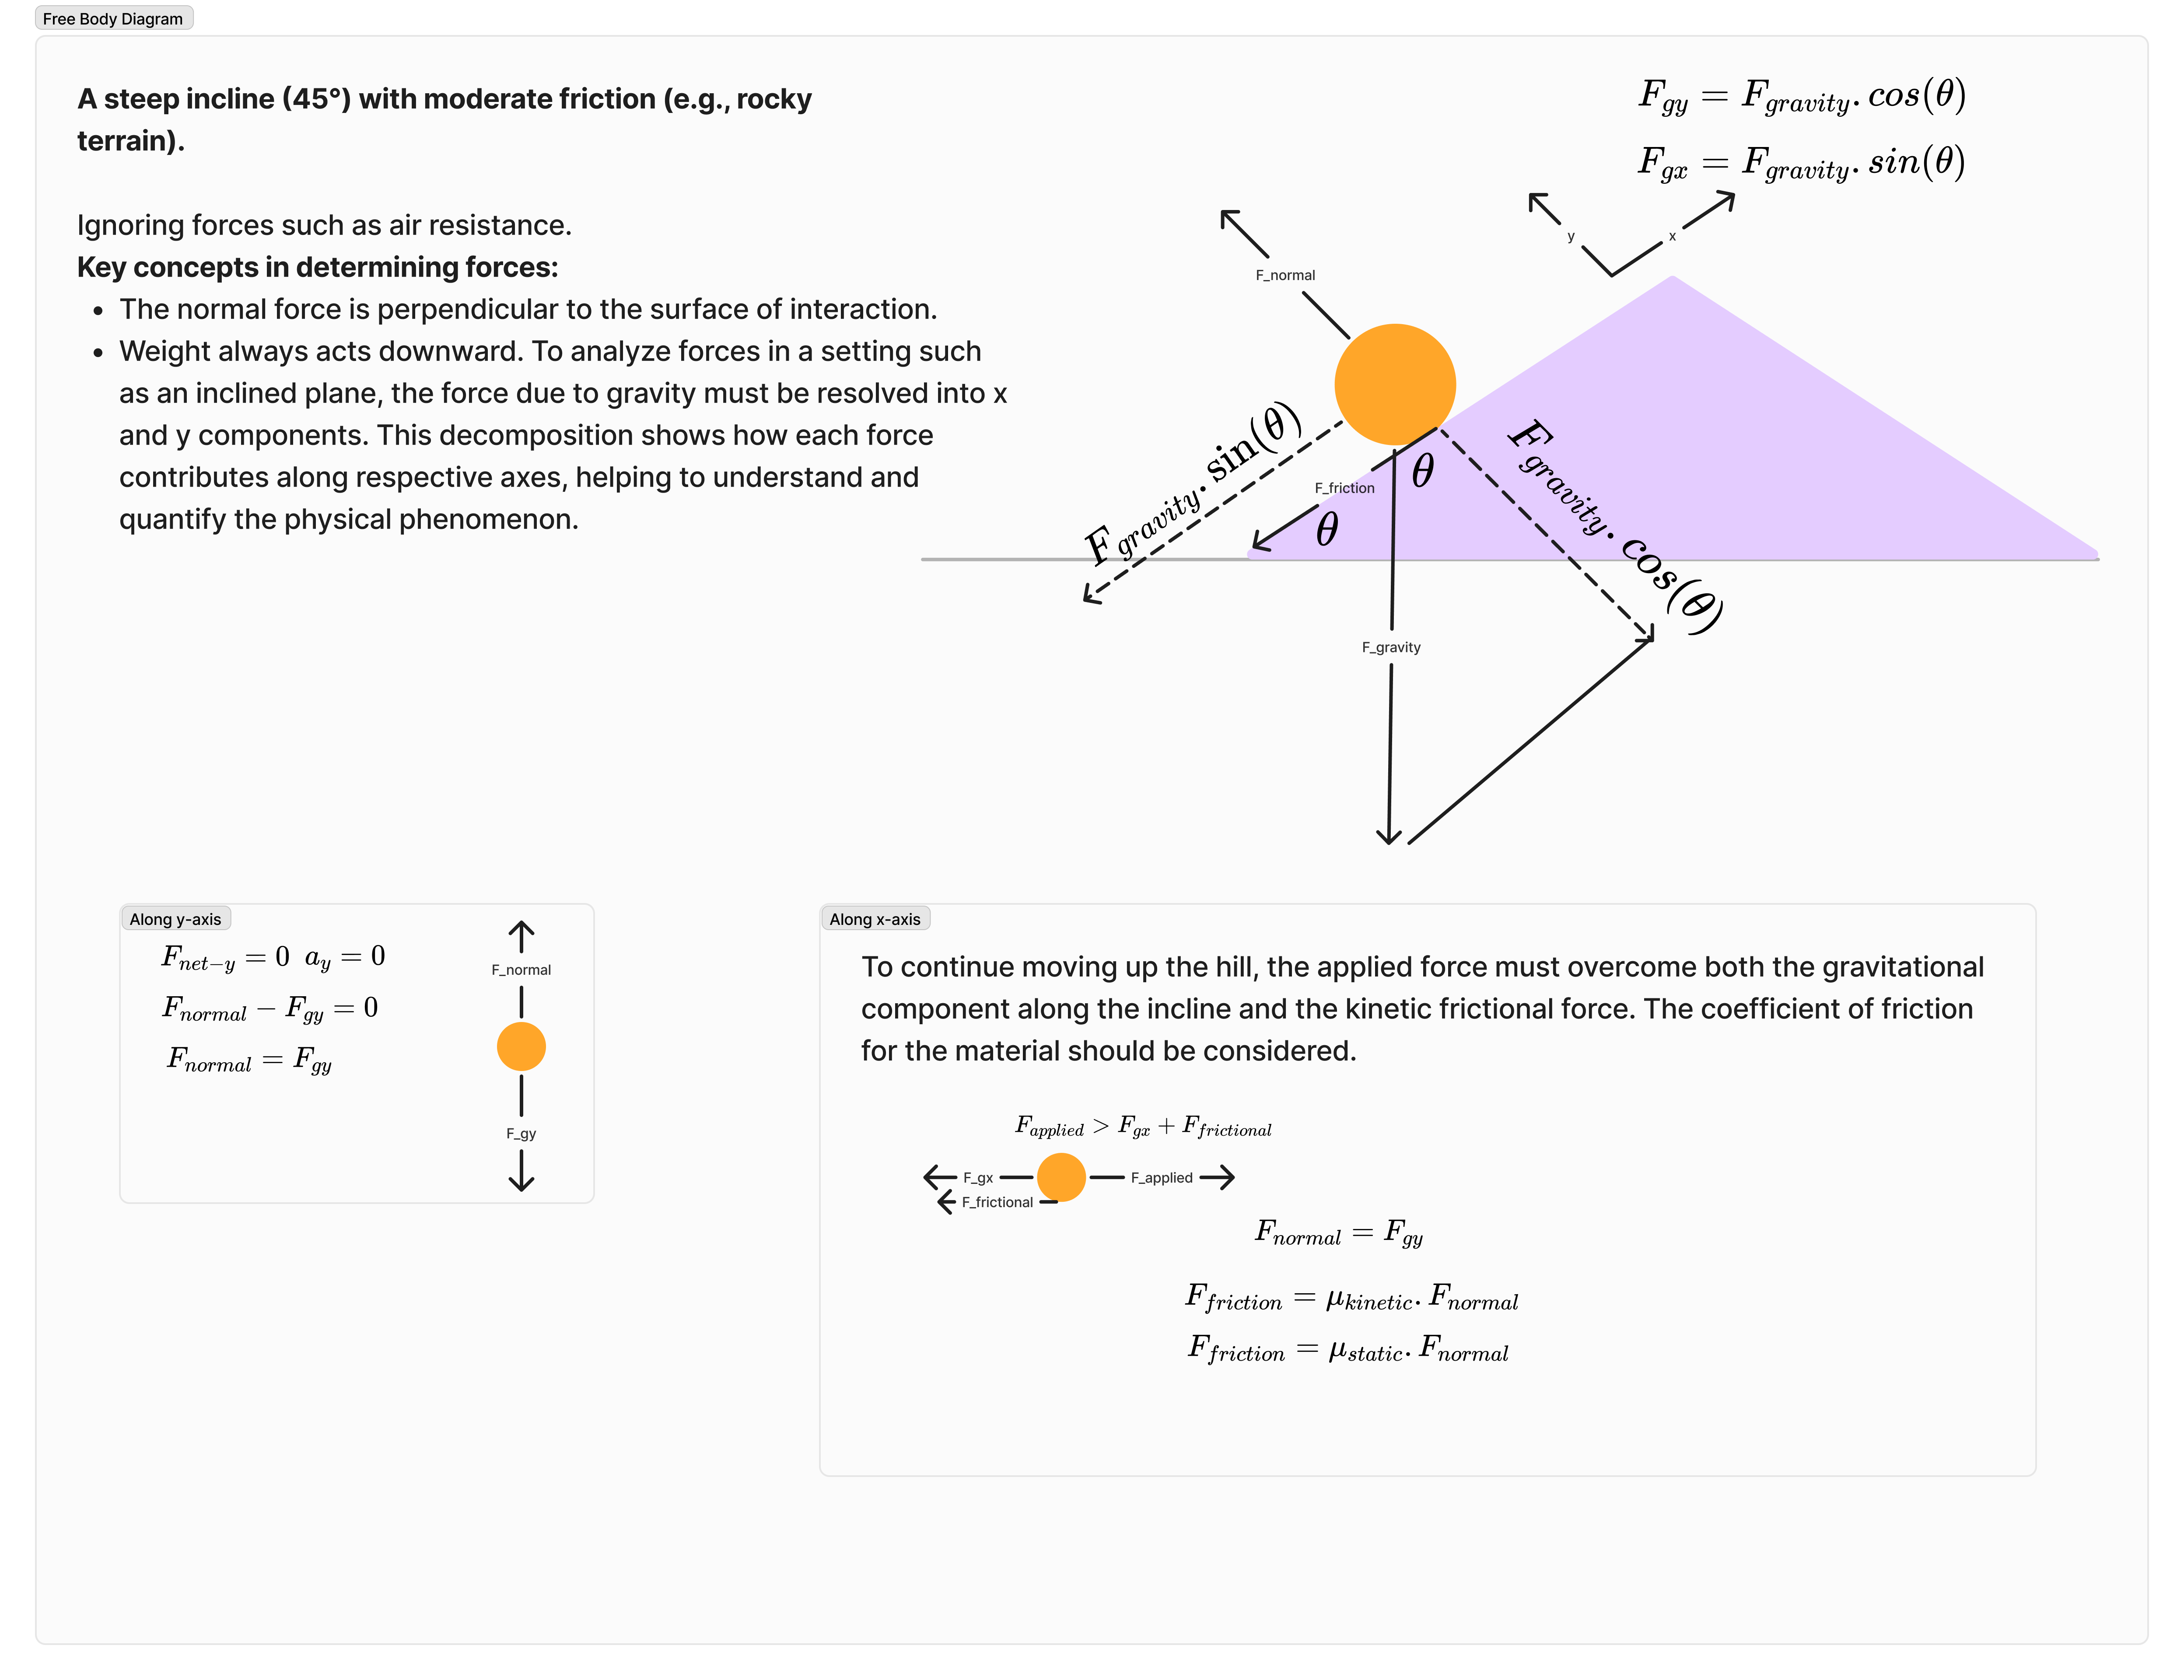 Free Body Diagram
A steep incline (45°) with moderate friction (e.g., rocky
terrain).
Ignoring forces such as air resistance.
Key concepts in determining forces:
• The normal force is perpendicular to the surface of interaction.
• Weight always acts downward. To analyze forces in a setting such
as an inclined plane, the force due to gravity must be resolved into x
and y components. This decomposition shows how each force
contributes along respective axes, helping to understand and
quantify the physical phenomenon.
F_{gy} = F_{gravity}. cos(θ)
F_{gx} = F_{gravity}. sin(θ)
y
x
F_normal
F_{gravity}. sin(θ)
F_{gravity}. cos(θ)
θ
F_friction
θ
F_gravity
Along y-axis
F_{net-y} = 0 a_y = 0
F_{normal} − F_{gy} = 0
F_{normal} = F_{gy}
F_normal
F_gy
Along x-axis
To continue moving up the hill, the applied force must overcome both the gravitational
component along the incline and the kinetic frictional force. The coefficient of friction
for the material should be considered.
F_{applied} > F_{gx} + F_{frictional}
F_gx
F_applied
F_frictional
F_{normal} = F_{gy}
F_{friction} = μ_{kinetic}. F_{normal}
F_{friction} = μ_{static}. F_{normal}